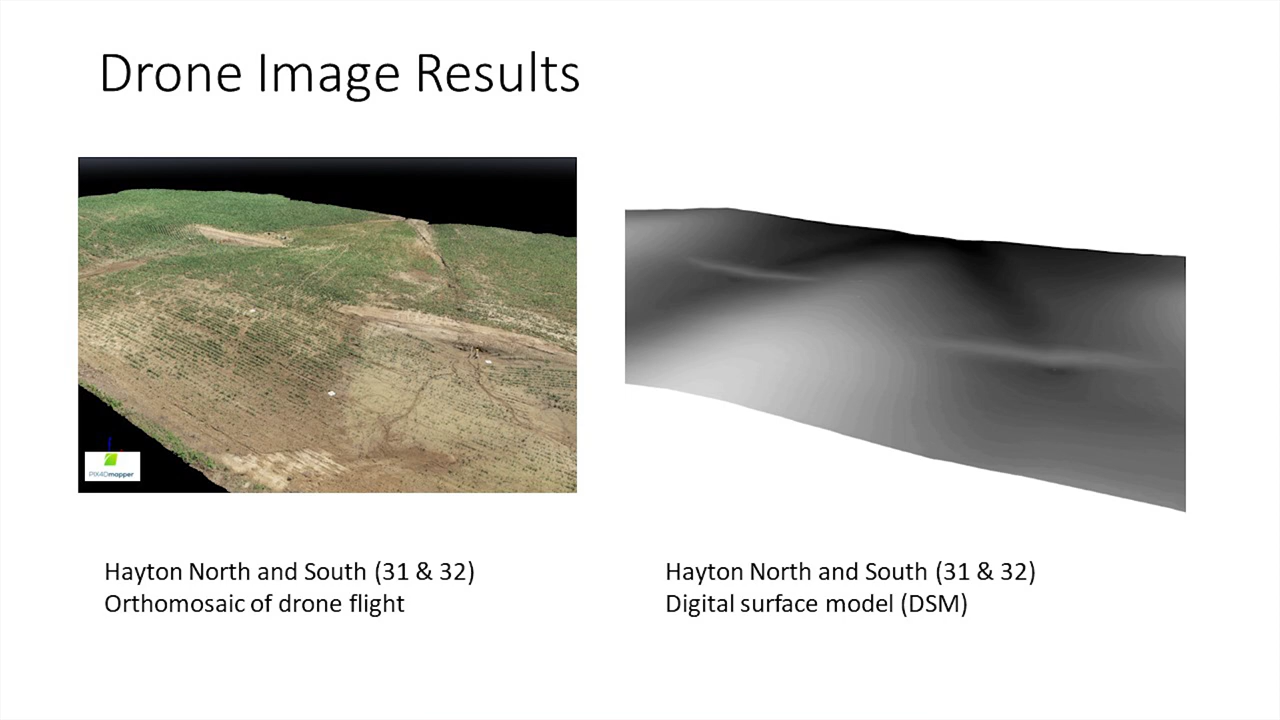 Drone Image Results
PIX4Dmapper
Hayton North and South (31 & 32)
Orthomosaic of drone flight
Hayton North and South (31 & 32)
Digital surface model (DSM)